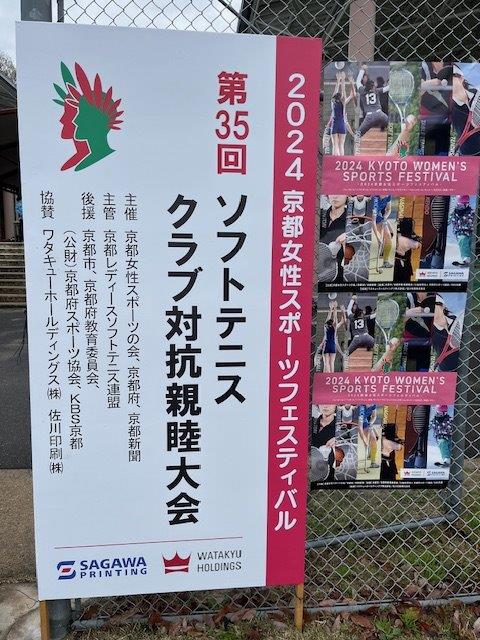 2024 京都女性スポーツフェスティバル
第35回 ソフトテニス
クラブ対抗親睦大会
主催 京都女性スポーツの会、京都府、京都新聞
主管 京都レディースソフトテニス連盟
後援 京都市、京都府教育委員会、
(公財)京都府スポーツ協会、KBS京都
協賛 ワタキューホールディングス㈱ 佐川印刷㈱
SAGAWA
PRINTING
WATAKYU
HOLDINGS
2024 KYOTO WOMEN'S
SPORTS FESTIVAL
2024 KYOTO WOMEN'S
SPORTS FESTIVAL